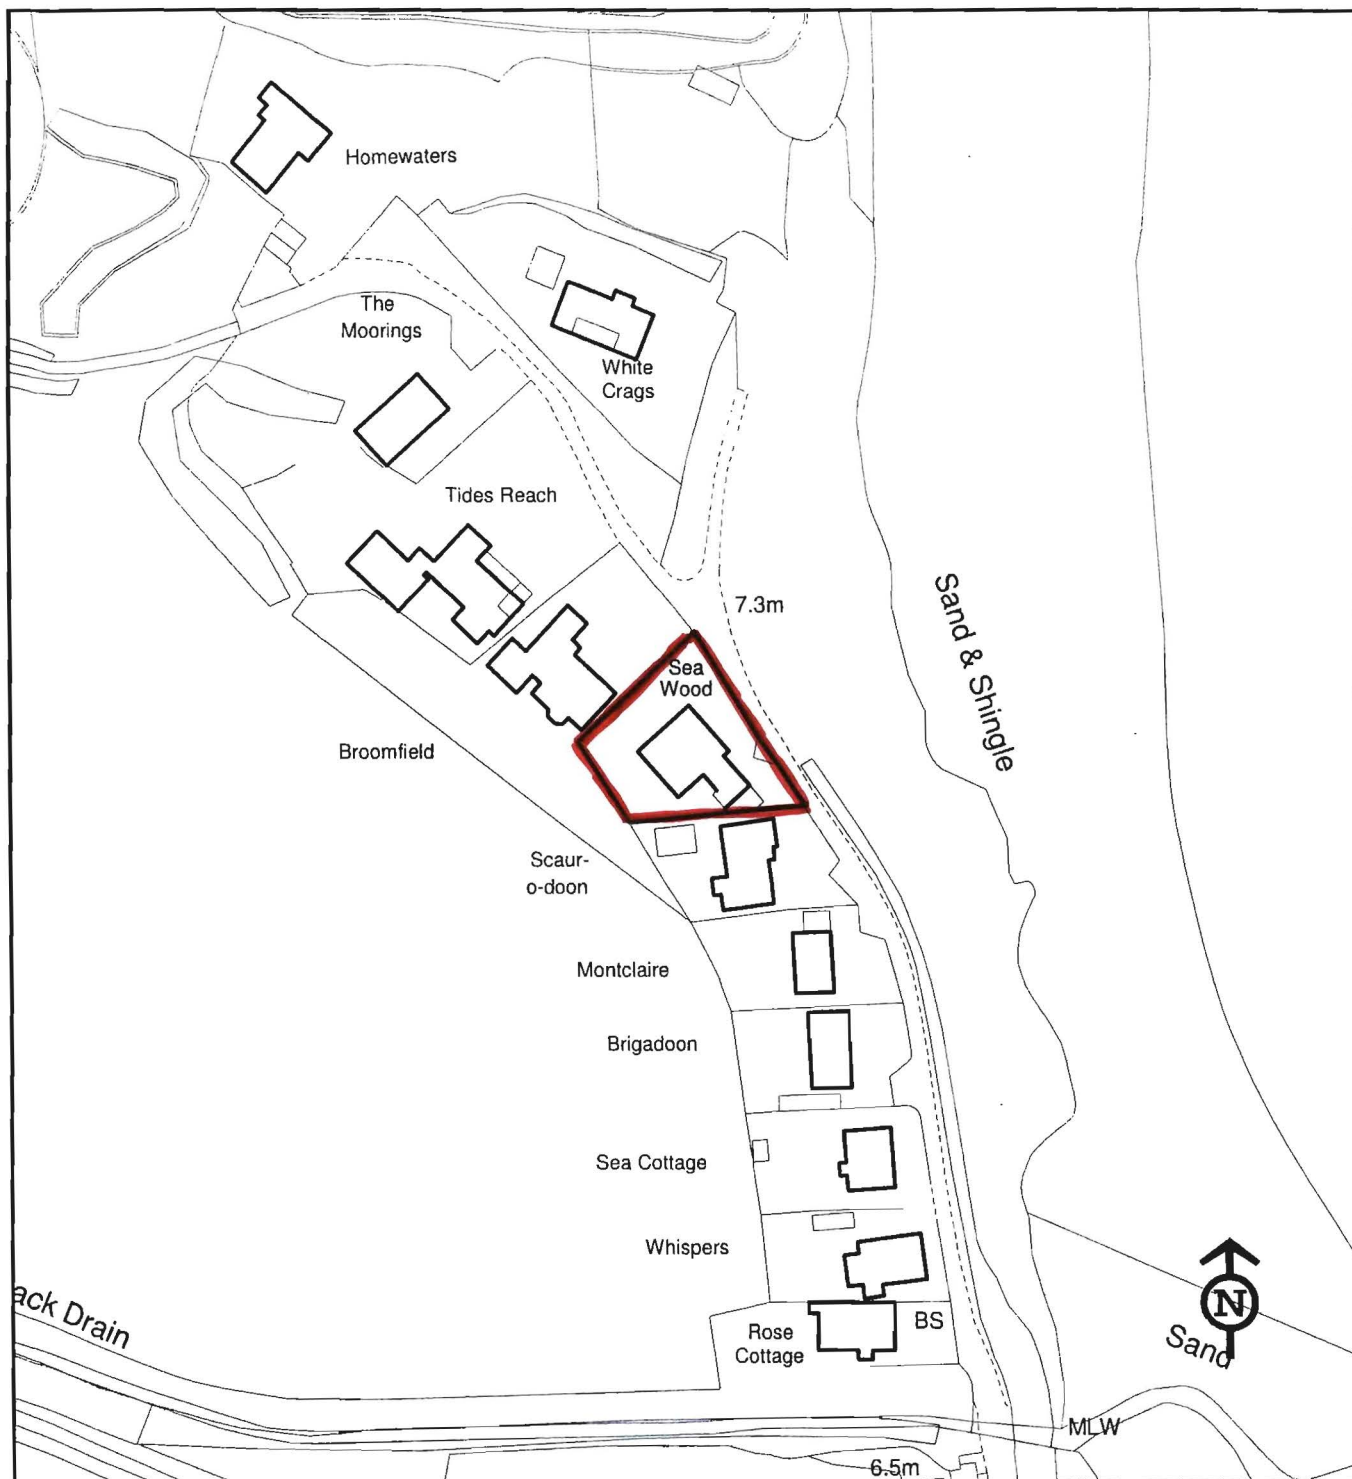 Homewaters
The
Moorings
White
Crags
Tides Reach
7.3m
Sand & Shingle
Sea
Wood
Broomfield
Scaur-
o-doon
Montclaire
Brigadoon
Sea Cottage
Whispers
N
ack Drain
BS
Rose
Cottage
Sand
MLW
6.5m